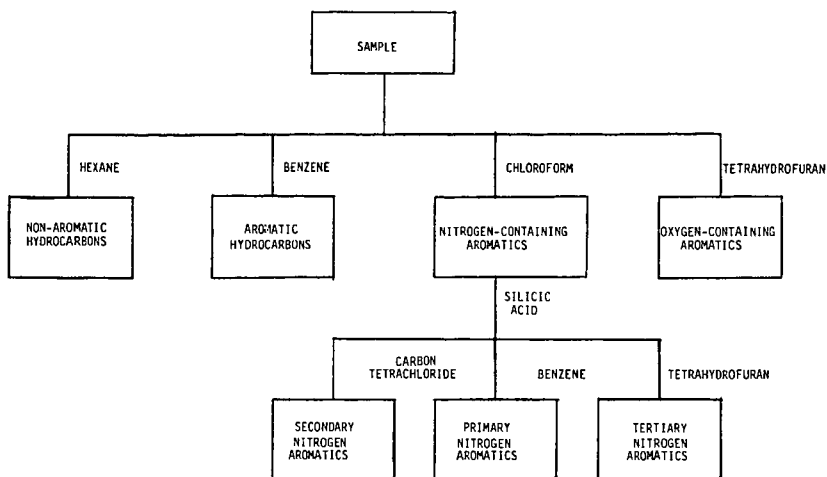 SAMPLE
HEXANE
BENZENE
CHLOROFORM
TETRAHYDROFURAN
NON-AROMATIC
HYDROCARBONS
AROMATIC
HYDROCARBONS
NITROGEN-CONTAINING
AROMATICS
OXYGEN-CONTAINING
AROMATICS
SILICIC
ACID
CARBON
TETRACHLORIDE
BENZENE
TETRAHYDROFURAN
SECONDARY
NITROGEN
AROMATICS
PRIMARY
NITROGEN
AROMATICS
TERTIARY
NITROGEN
AROMATICS